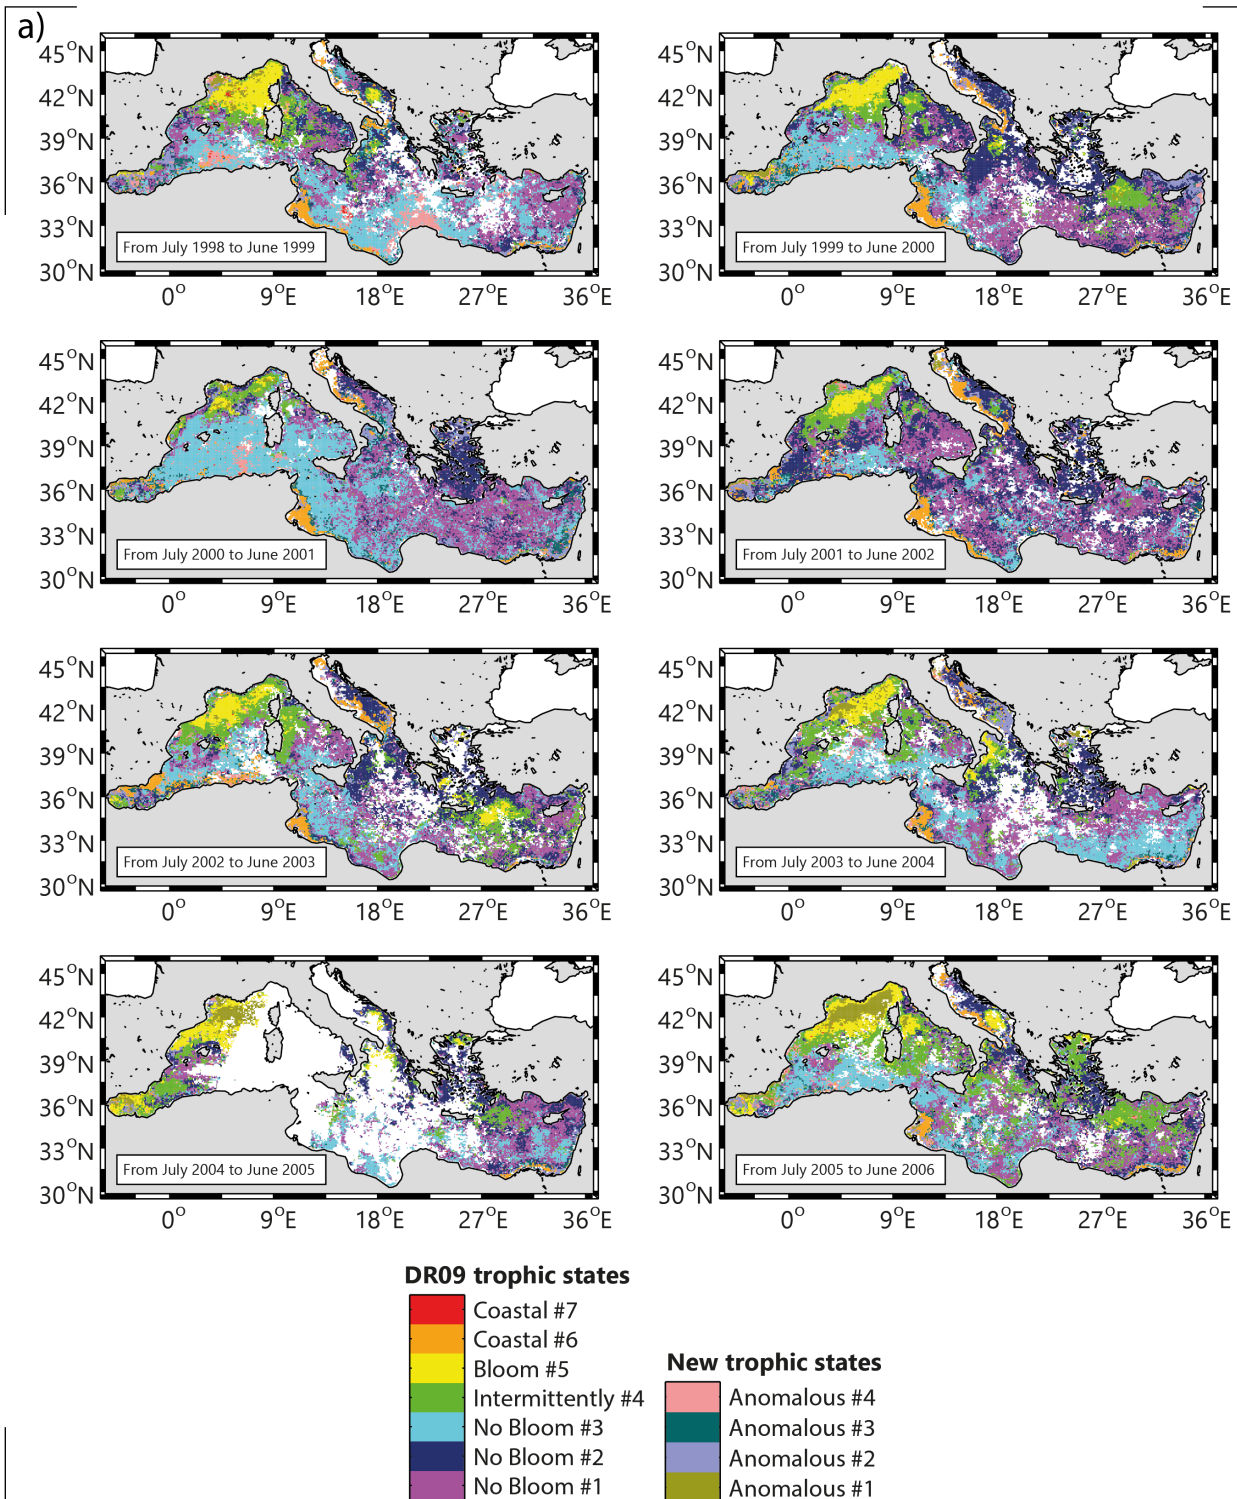 a)
45°N
42°N
39°N
36°N
33°N
30°N
From July 1998 to June 1999
0° 9°E 18°E 27°E 36°E
45°N
42°N
39°N
36°N
33°N
30°N
From July 1999 to June 2000
0° 9°E 18°E 27°E 36°E
45°N
42°N
39°N
36°N
33°N
30°N
From July 2000 to June 2001
0° 9°E 18°E 27°E 36°E
45°N
42°N
39°N
36°N
33°N
30°N
From July 2001 to June 2002
0° 9°E 18°E 27°E 36°E
45°N
42°N
39°N
36°N
33°N
30°N
From July 2002 to June 2003
0° 9°E 18°E 27°E 36°E
45°N
42°N
39°N
36°N
33°N
30°N
From July 2003 to June 2004
0° 9°E 18°E 27°E 36°E
45°N
42°N
39°N
36°N
33°N
30°N
From July 2004 to June 2005
0° 9°E 18°E 27°E 36°E
45°N
42°N
39°N
36°N
33°N
30°N
From July 2005 to June 2006
0° 9°E 18°E 27°E 36°E
DR09 trophic states
Coastal #7
Coastal #6
Bloom #5
Intermittently #4
No Bloom #3
No Bloom #2
No Bloom #1
New trophic states
Anomalous #4
Anomalous #3
Anomalous #2
Anomalous #1